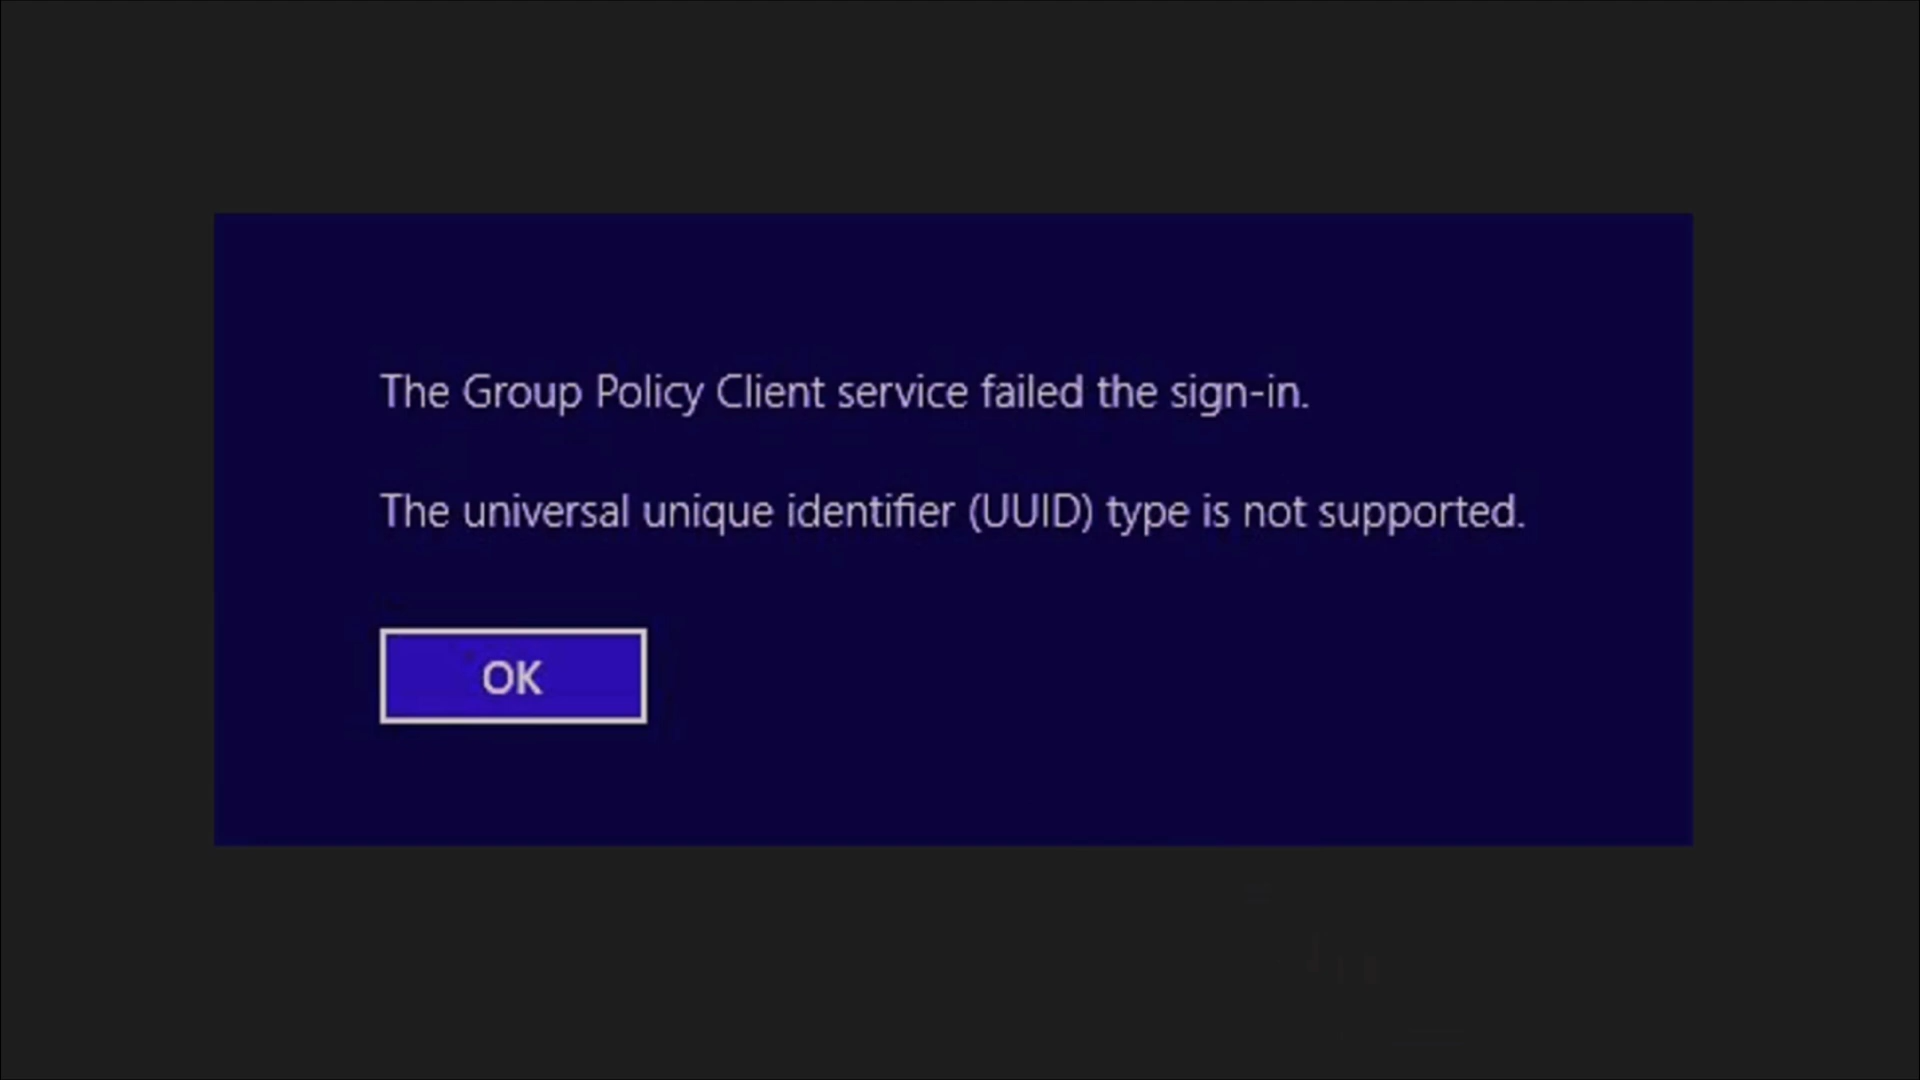 The Group Policy Client service failed the sign-in.
The universal unique identifier (UUID) type is not supported.
OK